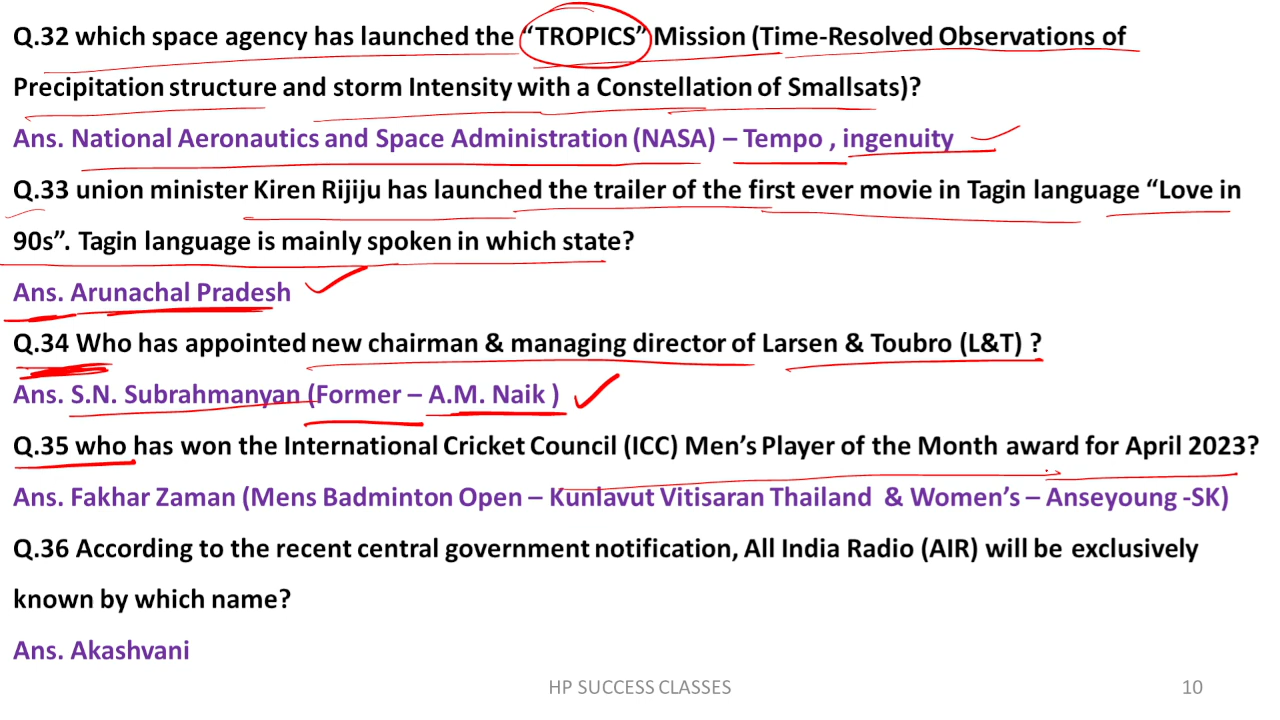 Q.32 which space agency has launched the “TROPICS” Mission (Time-Resolved Observations of
Precipitation structure and storm Intensity with a Constellation of Smallsats)?
Ans. National Aeronautics and Space Administration (NASA) – Tempo , ingenuity
Q.33 union minister Kiren Rijiju has launched the trailer of the first ever movie in Tagin language “Love in
90s”. Tagin language is mainly spoken in which state?
Ans. Arunachal Pradesh
Q.34 Who has appointed new chairman & managing director of Larsen & Toubro (L&T) ?
Ans. S.N. Subrahmanyan (Former – A.M. Naik )
Q.35 who has won the International Cricket Council (ICC) Men’s Player of the Month award for April 2023?
Ans. Fakhar Zaman (Mens Badminton Open – Kunlavut Vitisaran Thailand & Women’s – Anseyoung -SK)
Q.36 According to the recent central government notification, All India Radio (AIR) will be exclusively
known by which name?
Ans. Akashvani
HP SUCCESS CLASSES
10